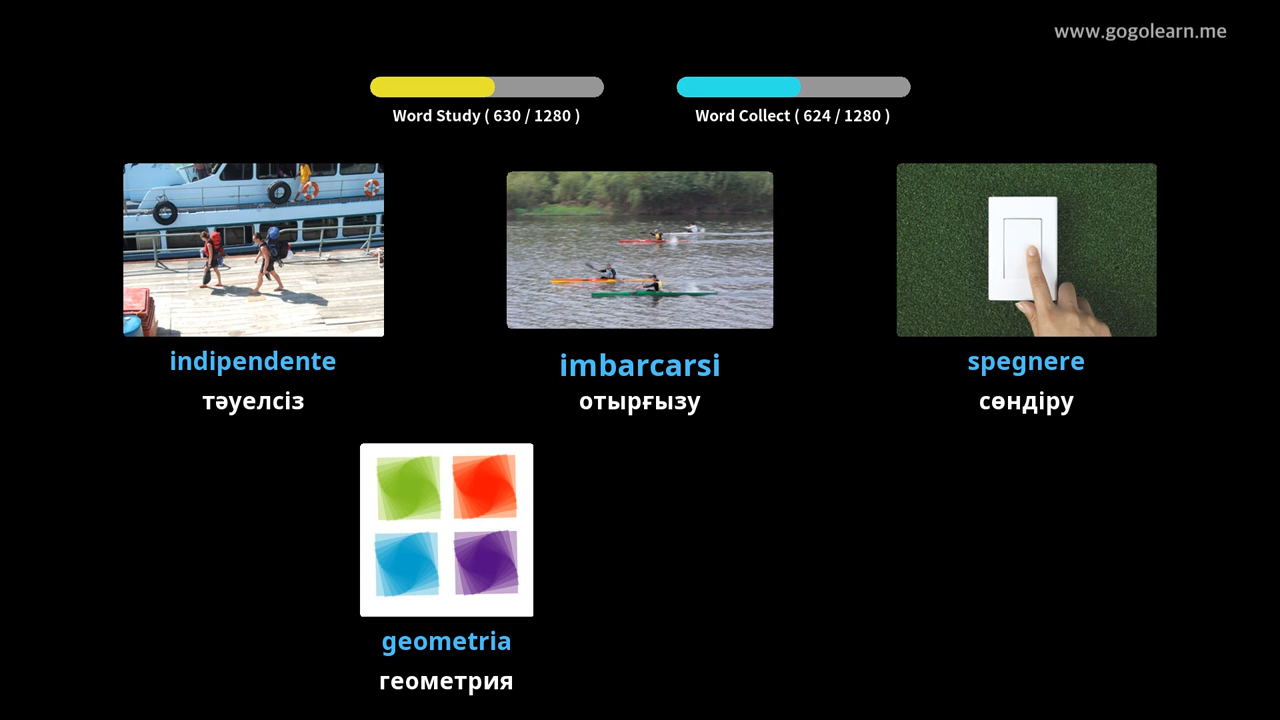 www.gogolearn.me
Word Study ( 630 / 1280 )
Word Collect ( 624 / 1280 )
indipendente
тәуелсіз
imbarcarsi
отырғызу
spegnere
сөндіру
geometria
геометрия